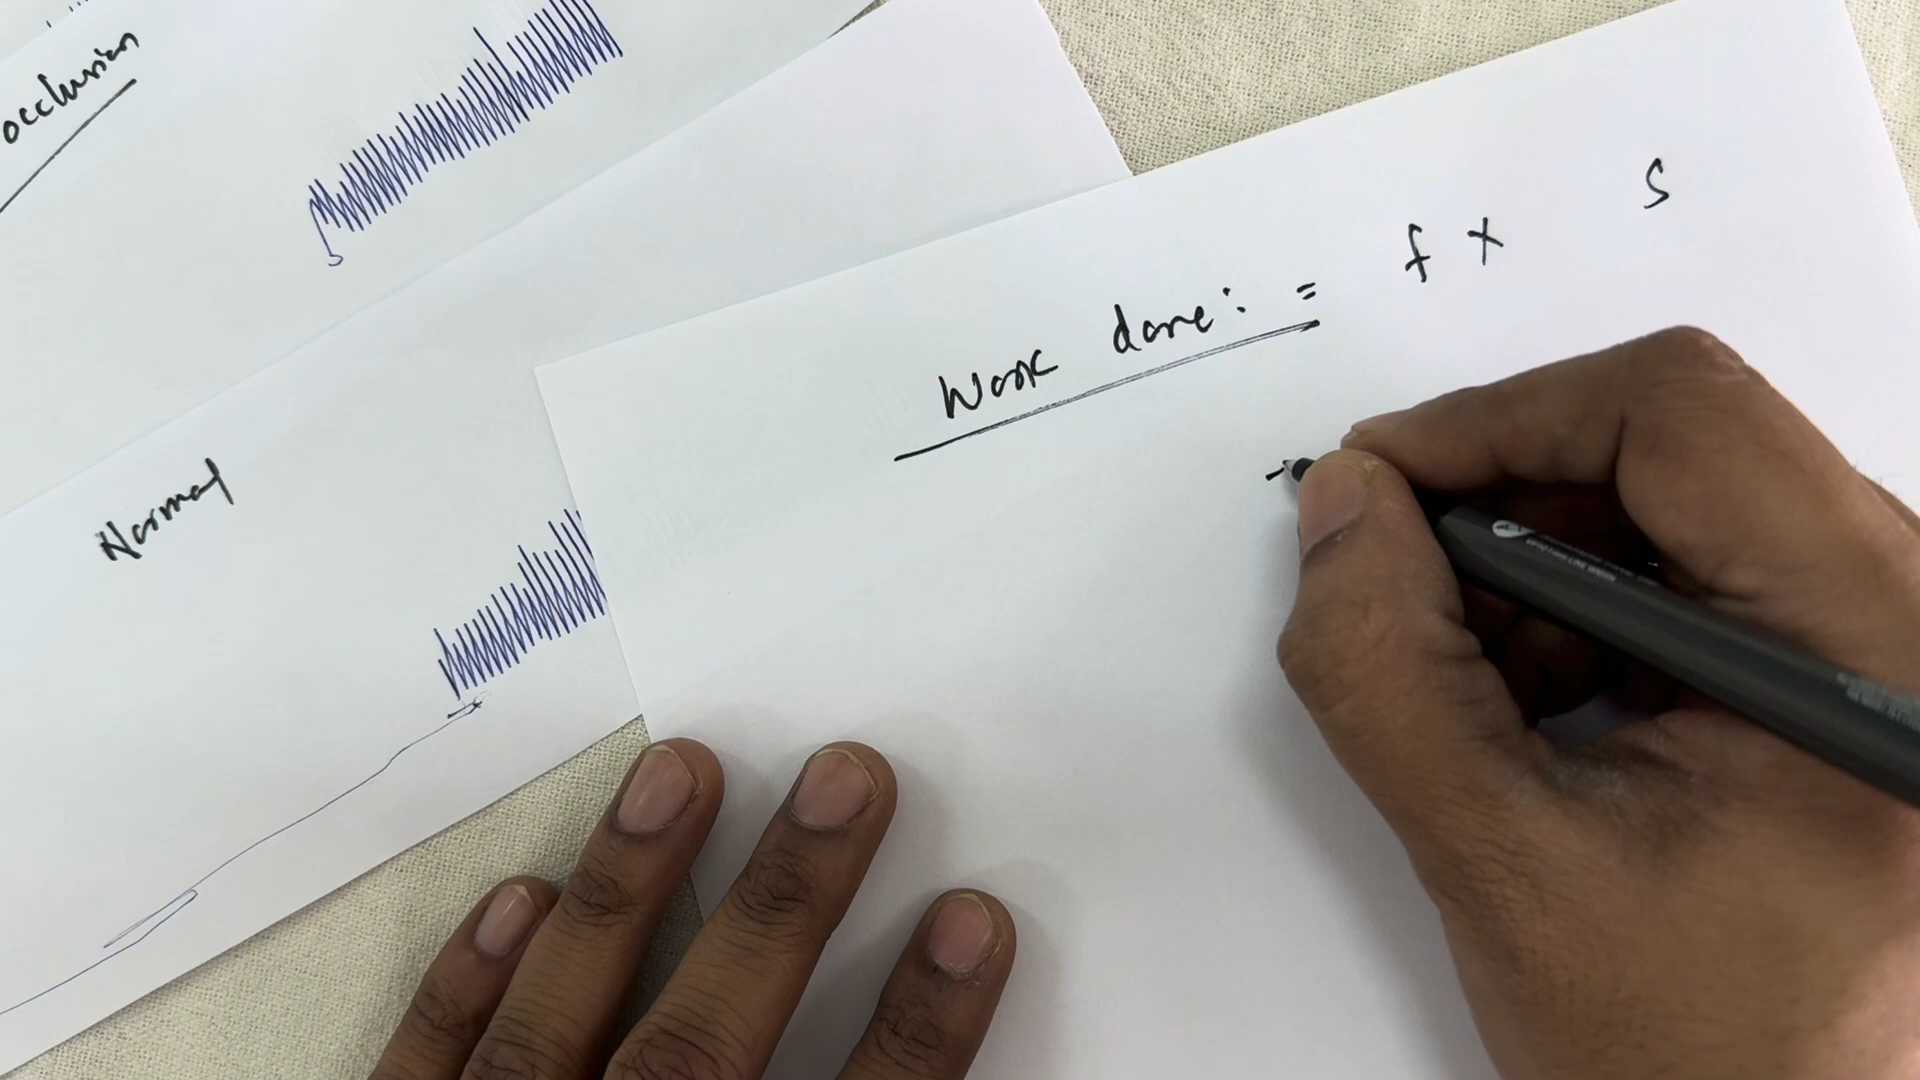 occlusion
Work done: = f x s
Normal